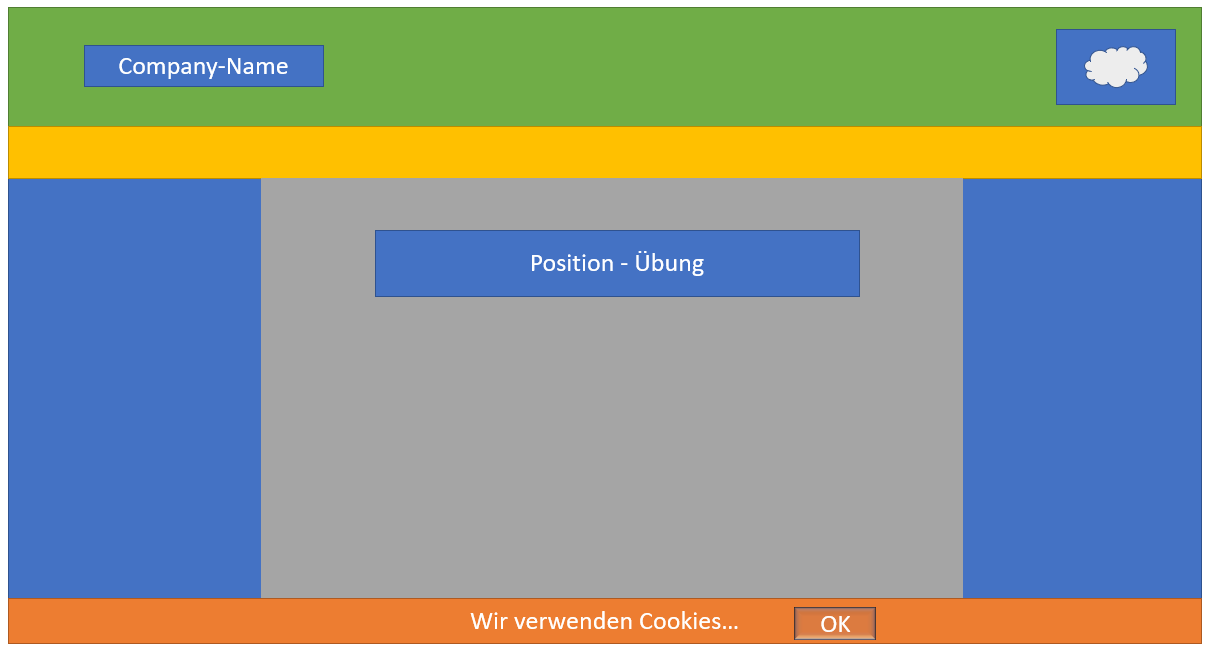 Company-Name
Position - Übung
Wir verwenden Cookies...
OK